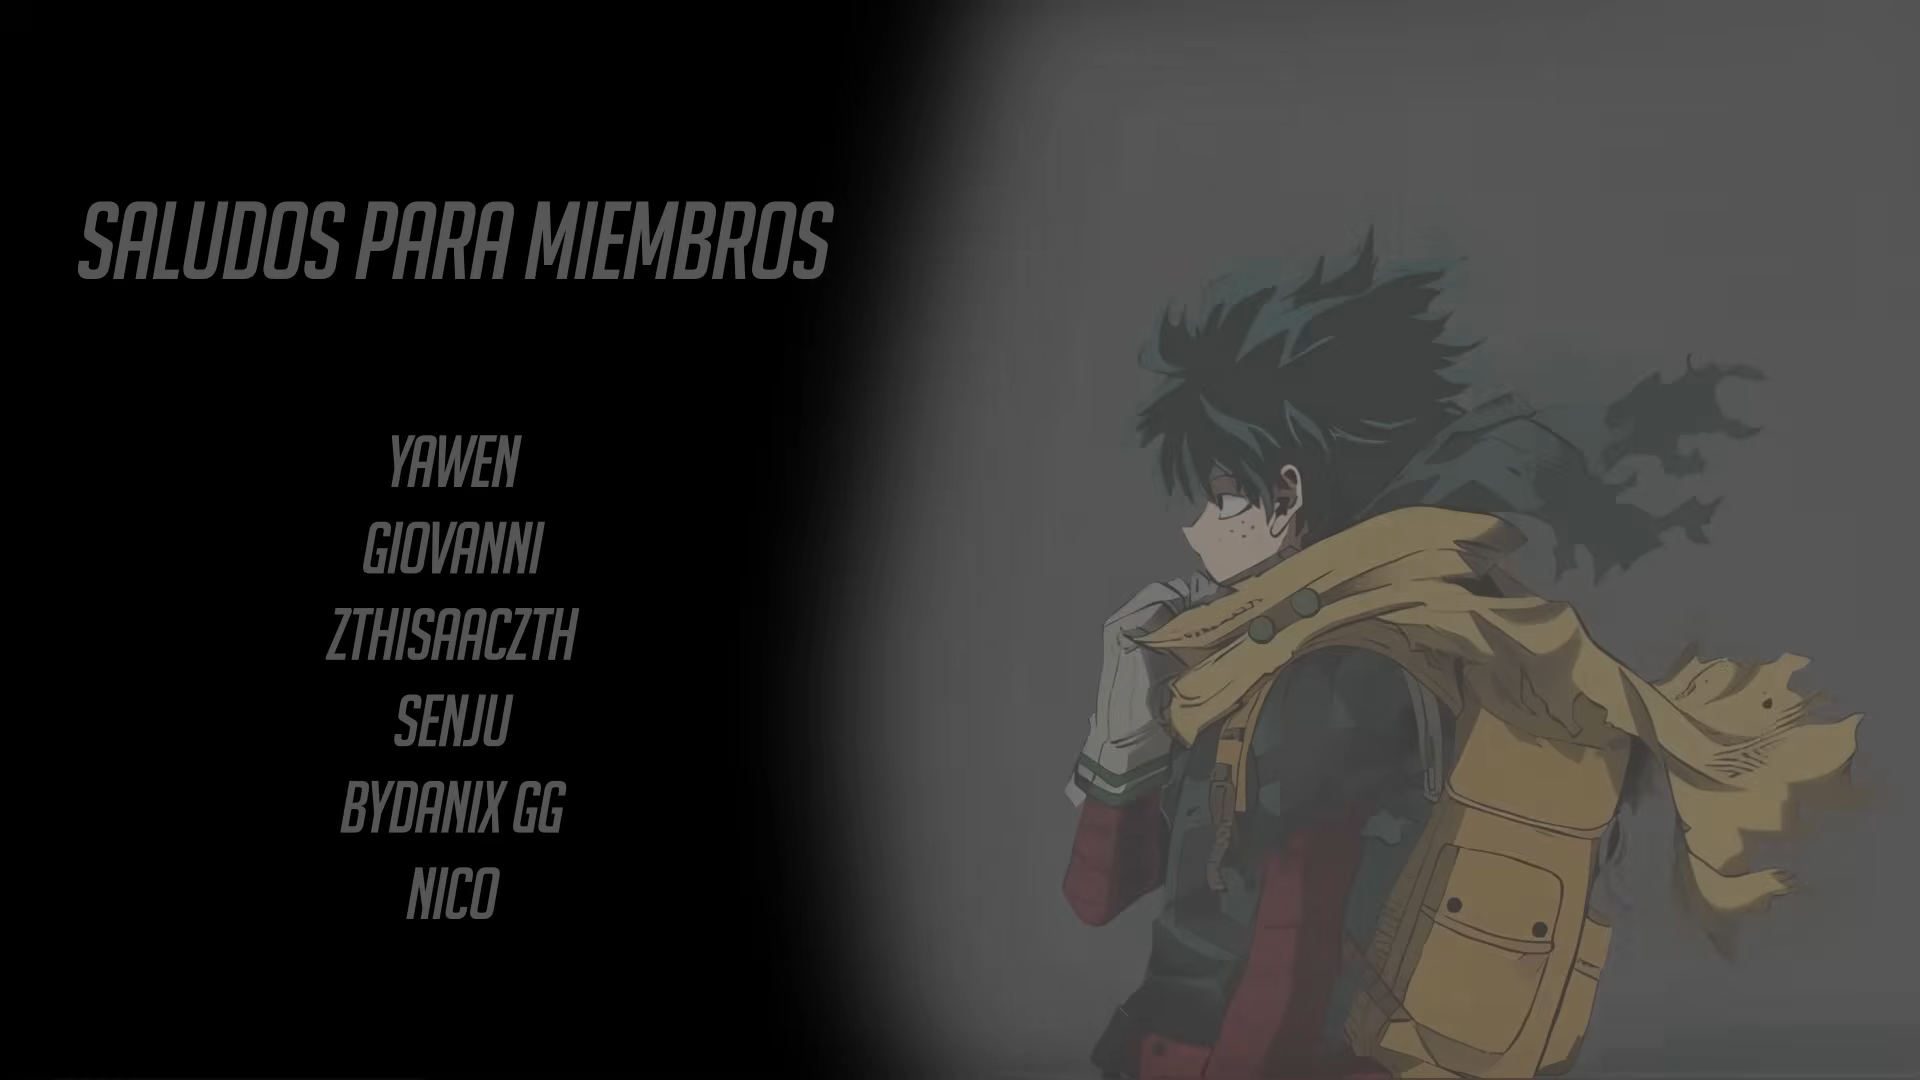 SALUDOS PARA MIEMBROS
YAWEN
GIOVANNI
ZTHISAACZTH
SENJU
BYDANIX GG
NICO